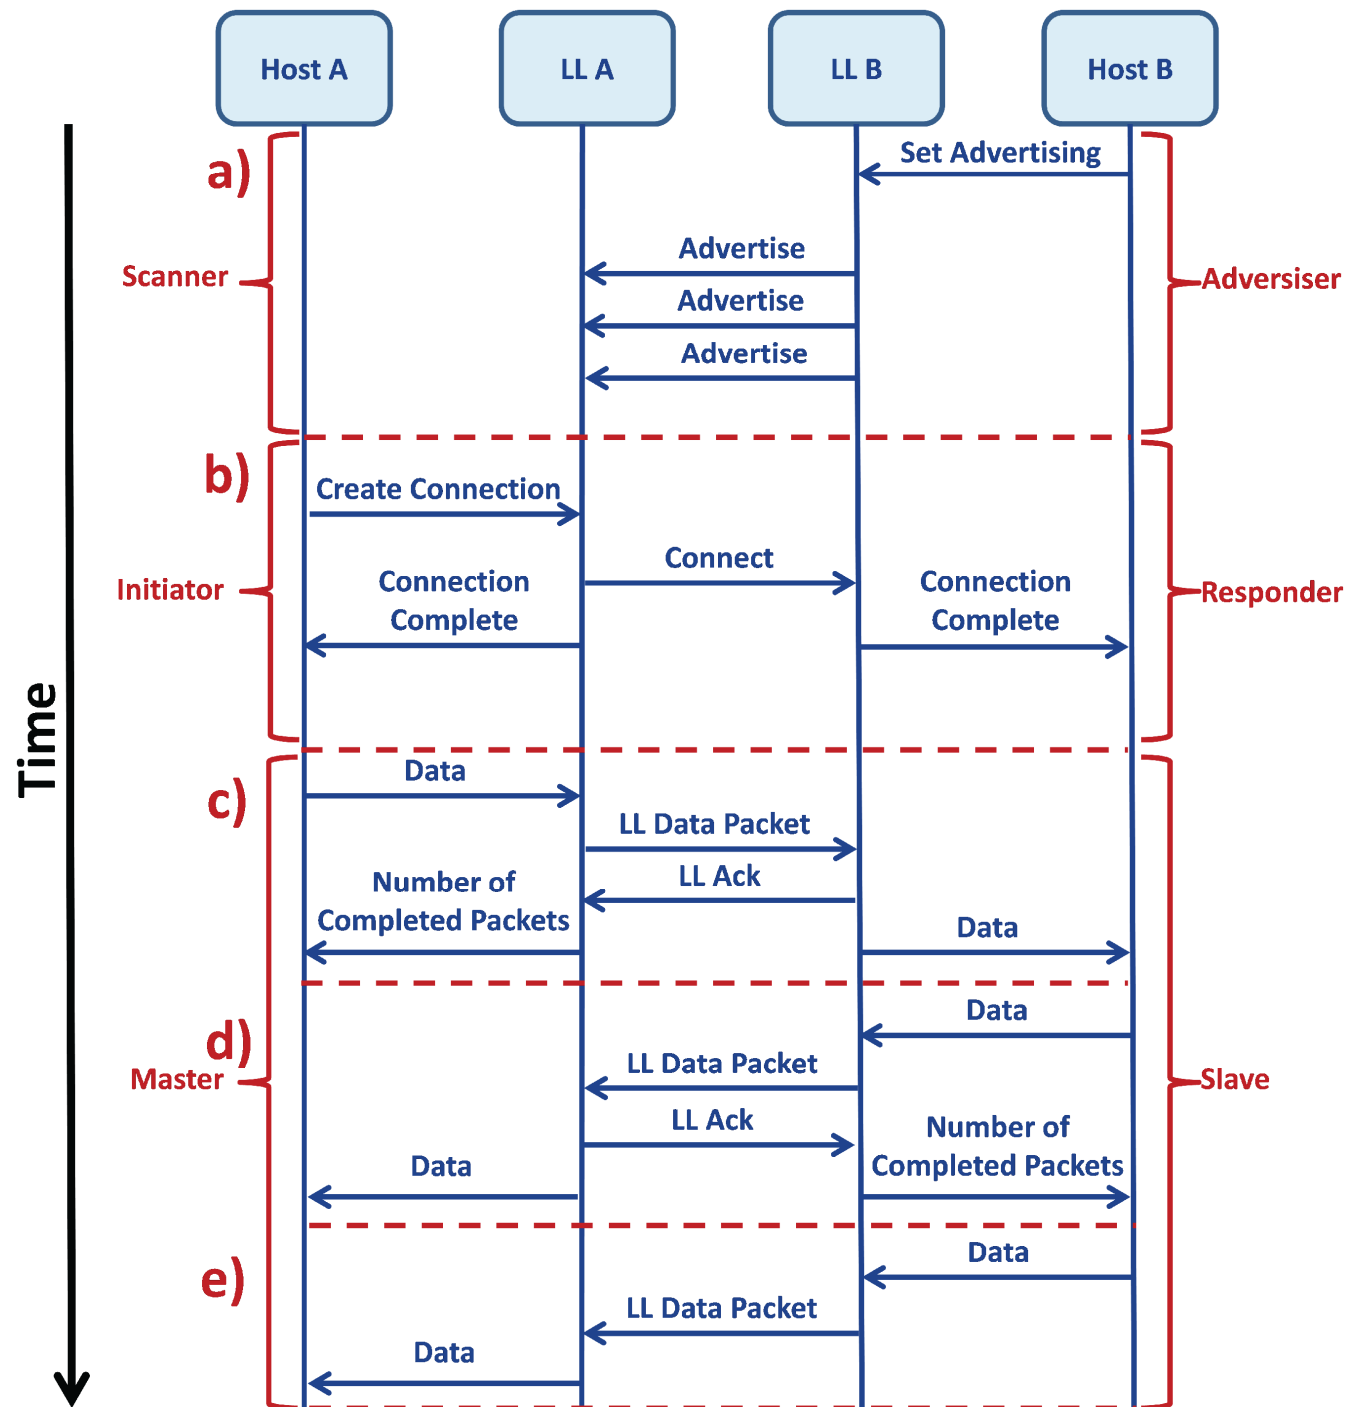 Host A
LL A
LL B
Host B
a)
Set Advertising
Advertise
Scanner
Adversiser
Advertise
Advertise
b)
Create Connection
Connect
Connection
Complete
Connection
Complete
Initiator
Responder
Time
c)
Data
LL Data Packet
LL Ack
Number of
Completed Packets
Data
d)
Data
Master
Slave
LL Data Packet
LL Ack
Number of
Completed Packets
Data
e)
Data
LL Data Packet
Data